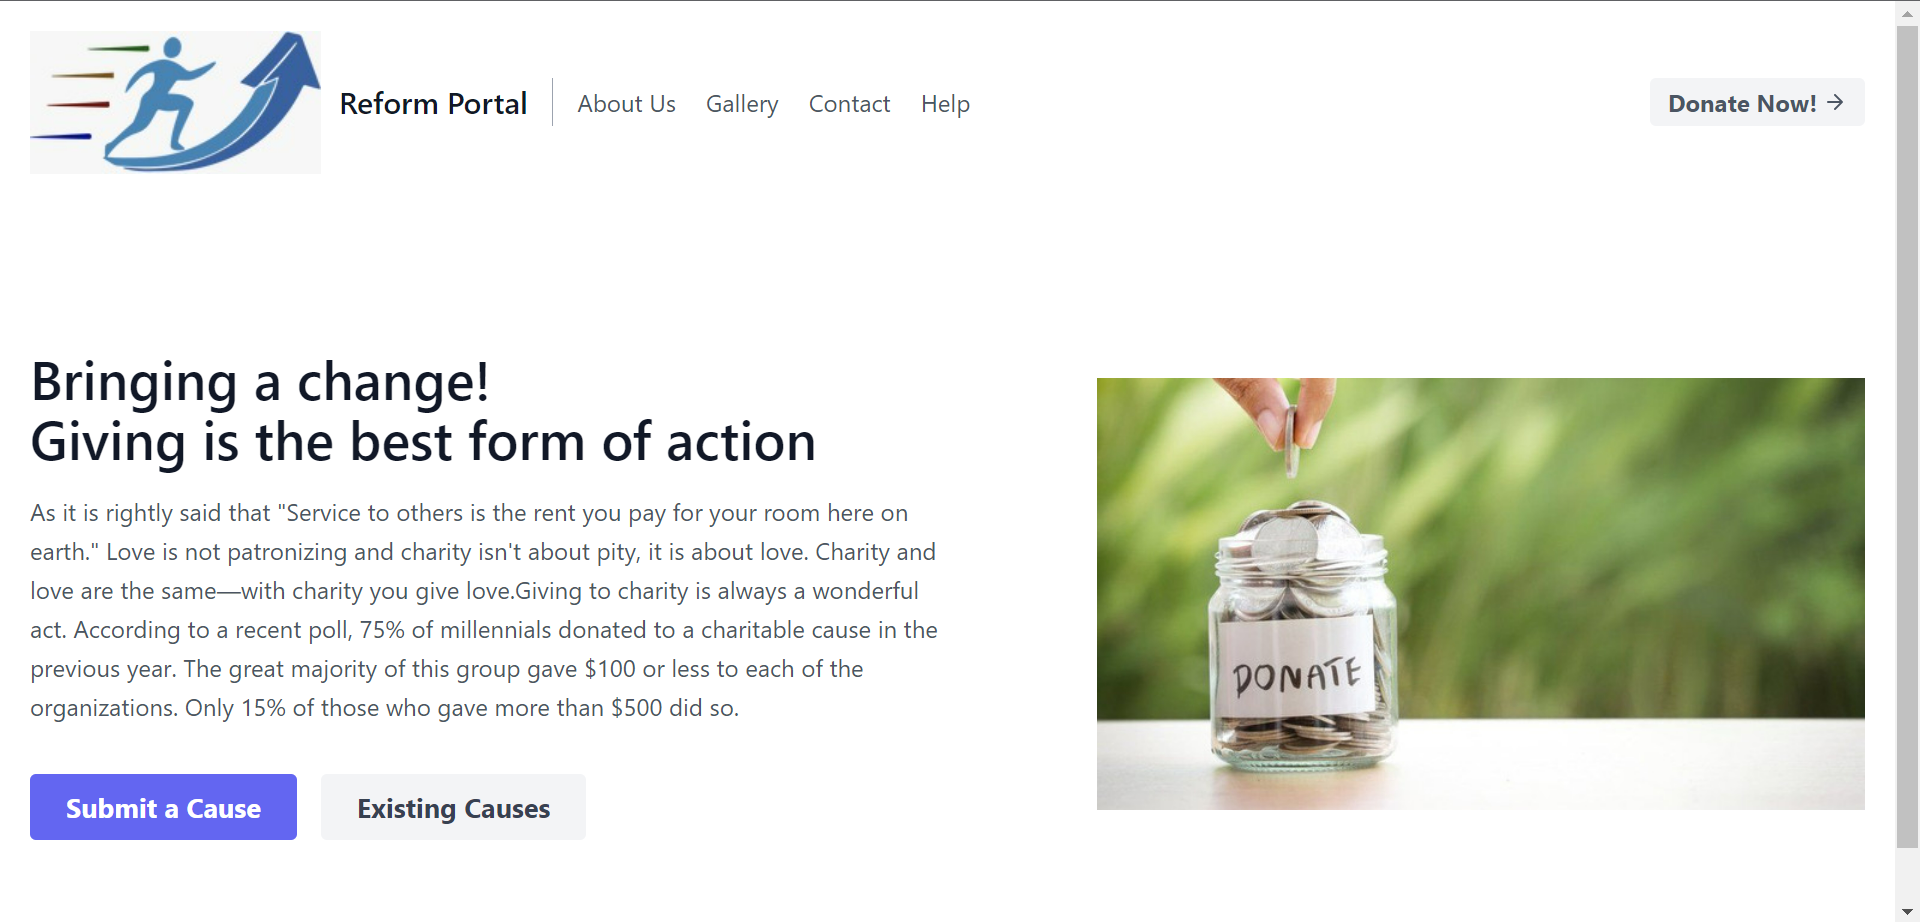 Reform Portal
About Us
Gallery
Contact
Help
Donate Now!
Bringing a change!
Giving is the best form of action
As it is rightly said that "Service to others is the rent you pay for your room here on
earth." Love is not patronizing and charity isn't about pity, it is about love. Charity and
love are the same—with charity you give love.Giving to charity is always a wonderful
act. According to a recent poll, 75% of millennials donated to a charitable cause in the
previous year. The great majority of this group gave $100 or less to each of the
organizations. Only 15% of those who gave more than $500 did so.
Submit a Cause
Existing Causes
DONATE